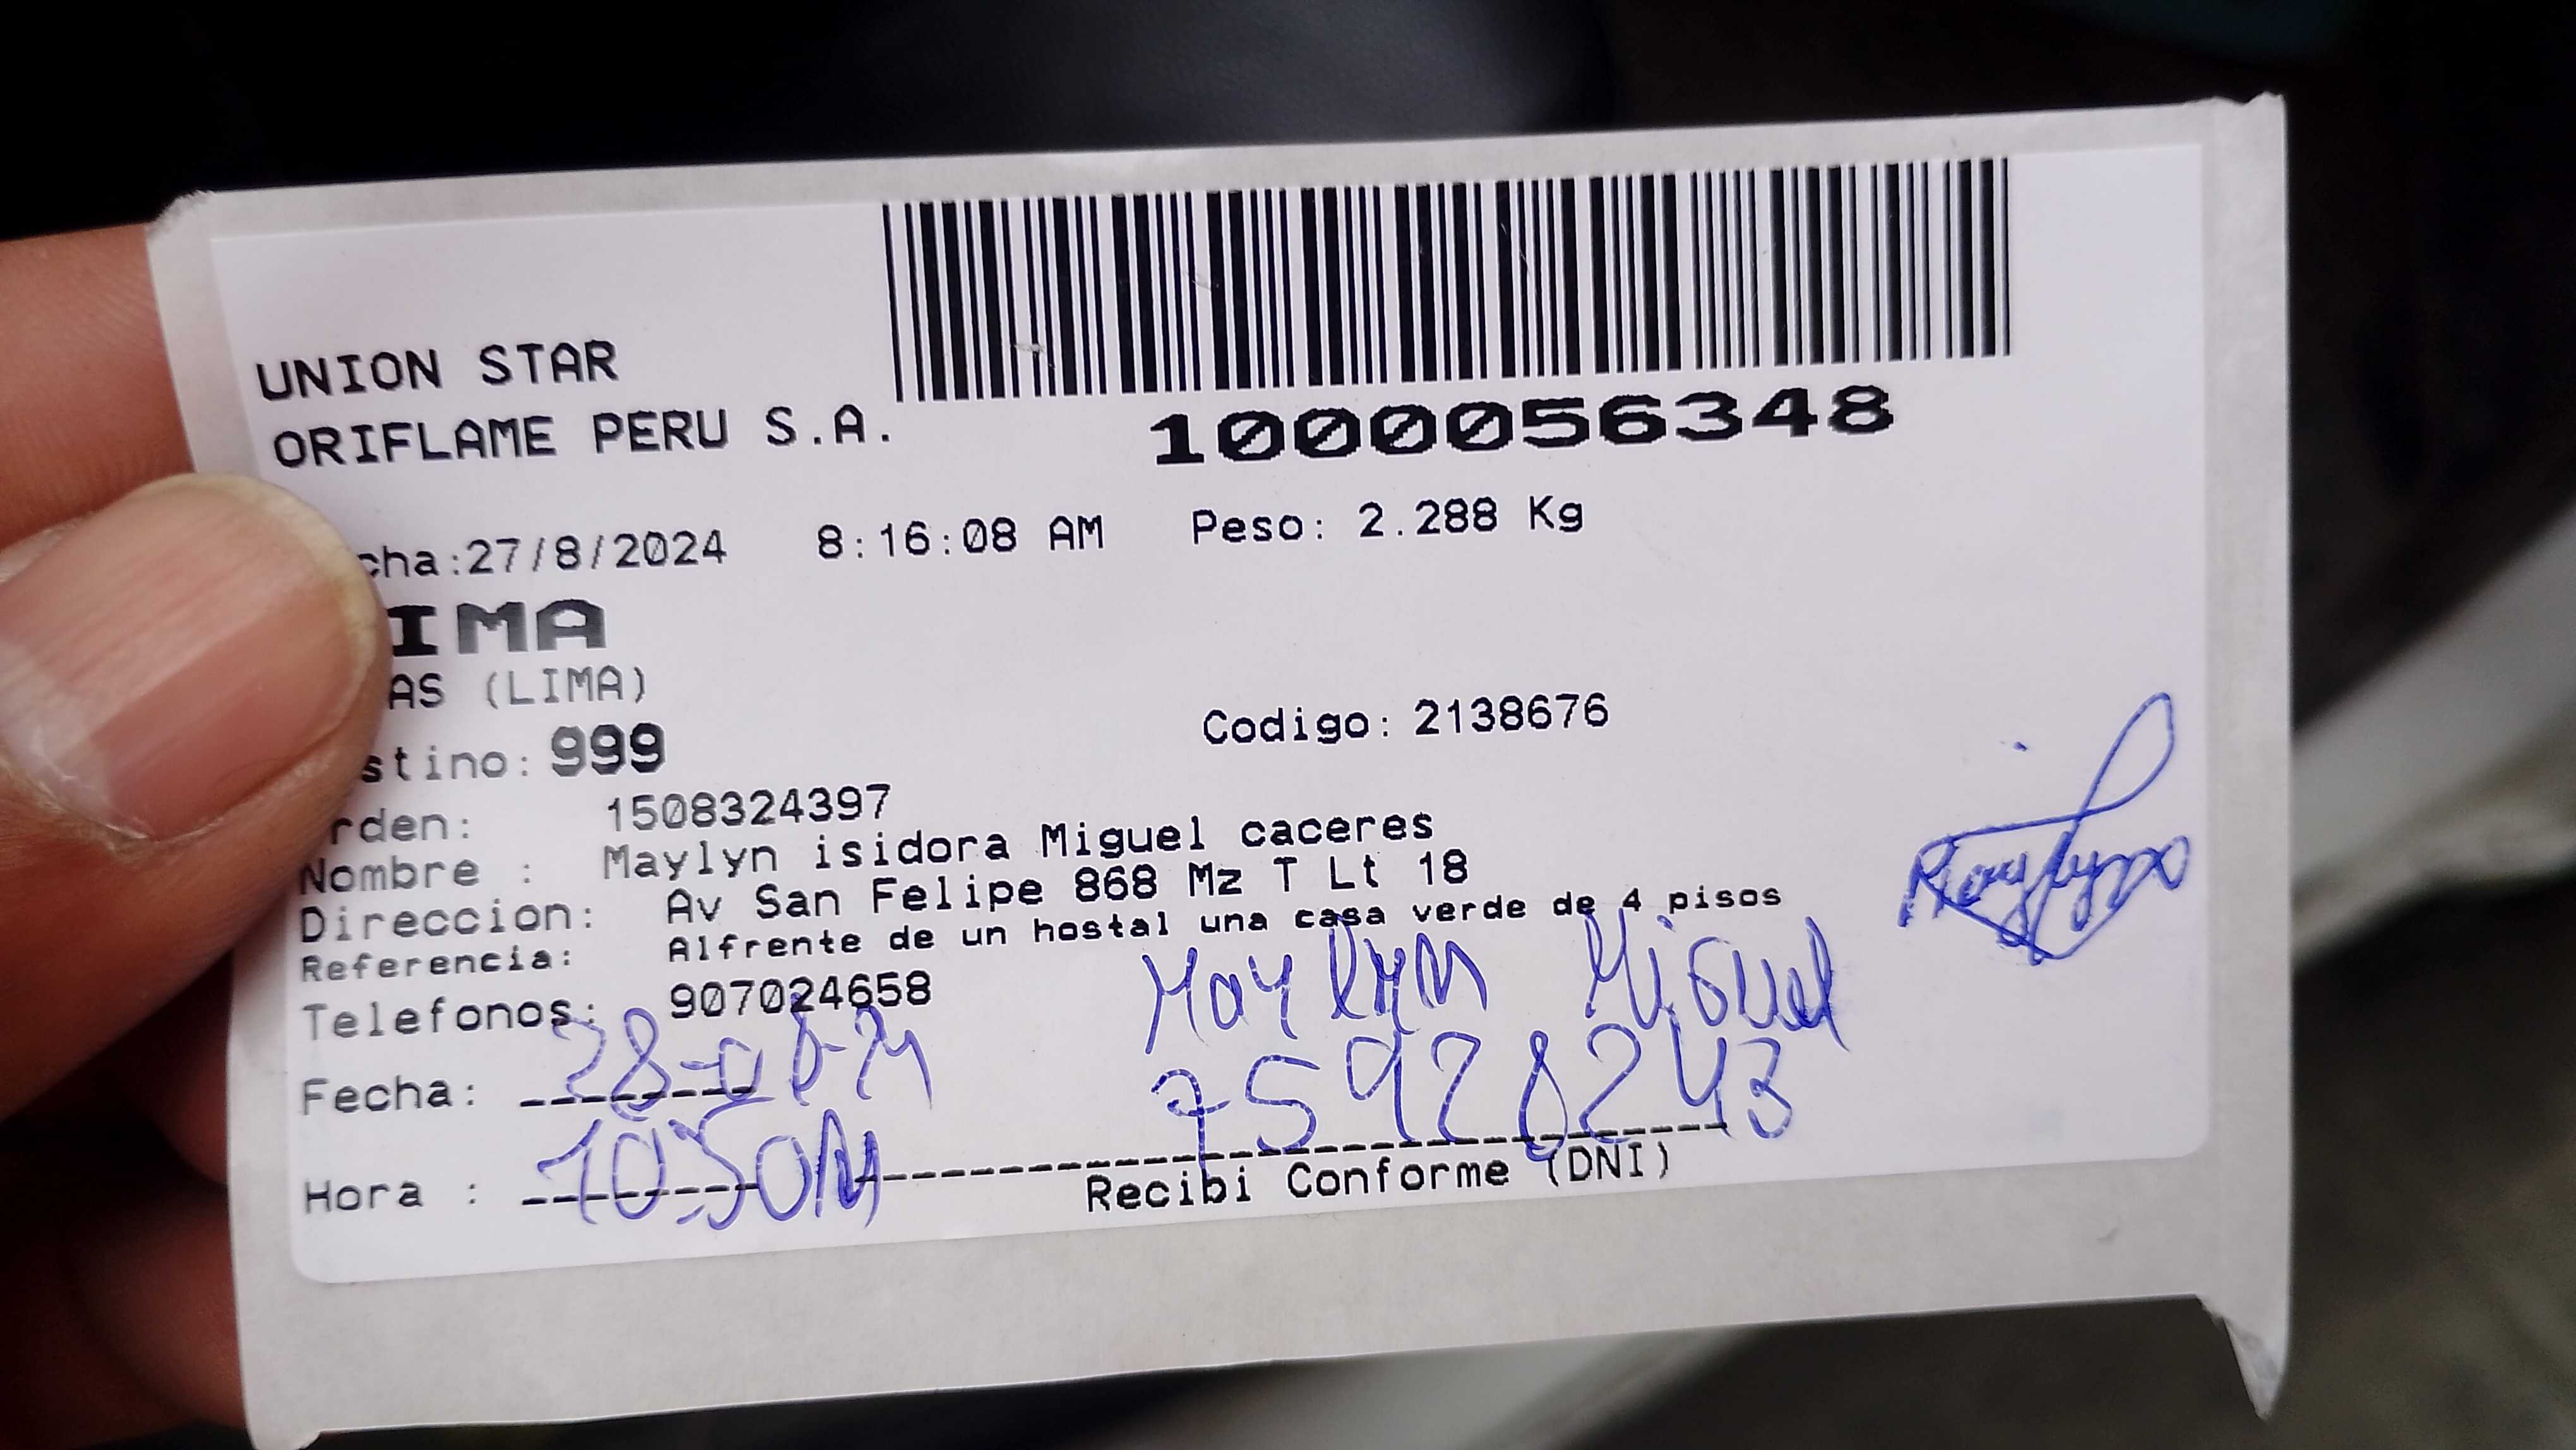 UNION STAR
ORIFLAME PERU S.A.
1000056348
cha:27/8/2024 8:16:08 AM Peso: 2.288 Kg
IMA
AS (LIMA)
stino: 999 Codigo: 2138676
rden: 1508324397
Nombre : Maylyn isidora Miguel caceres
Direccion: Av San Felipe 868 Mz T Lt 18
Referencia: Alfrente de un hostal una casa verde de 4 pisos
Telefonos: 907024658 Maylyn Miguel
Fecha: 28-08-24 75928243
Hora : 10:50
Recibi Conforme (DNI)